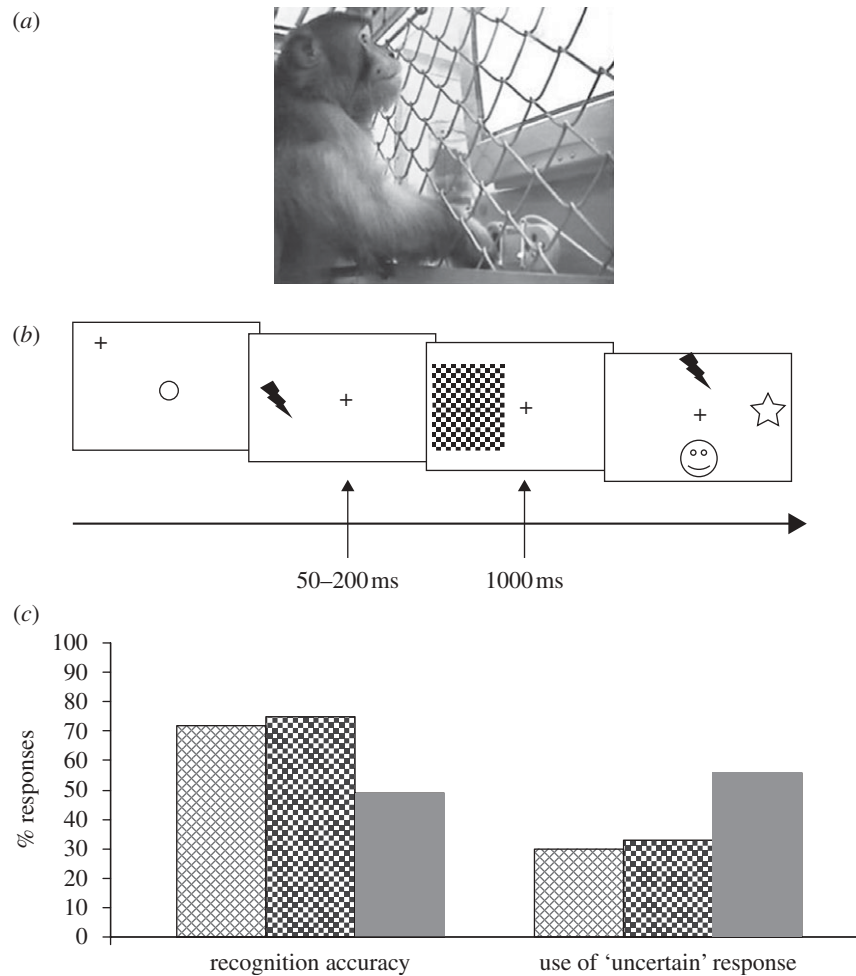 (a)
(b)
50–200 ms
1000 ms
(c)
100
90
80
70
60
50
40
30
20
10
0
% responses
recognition accuracy
use of ‘uncertain’ response